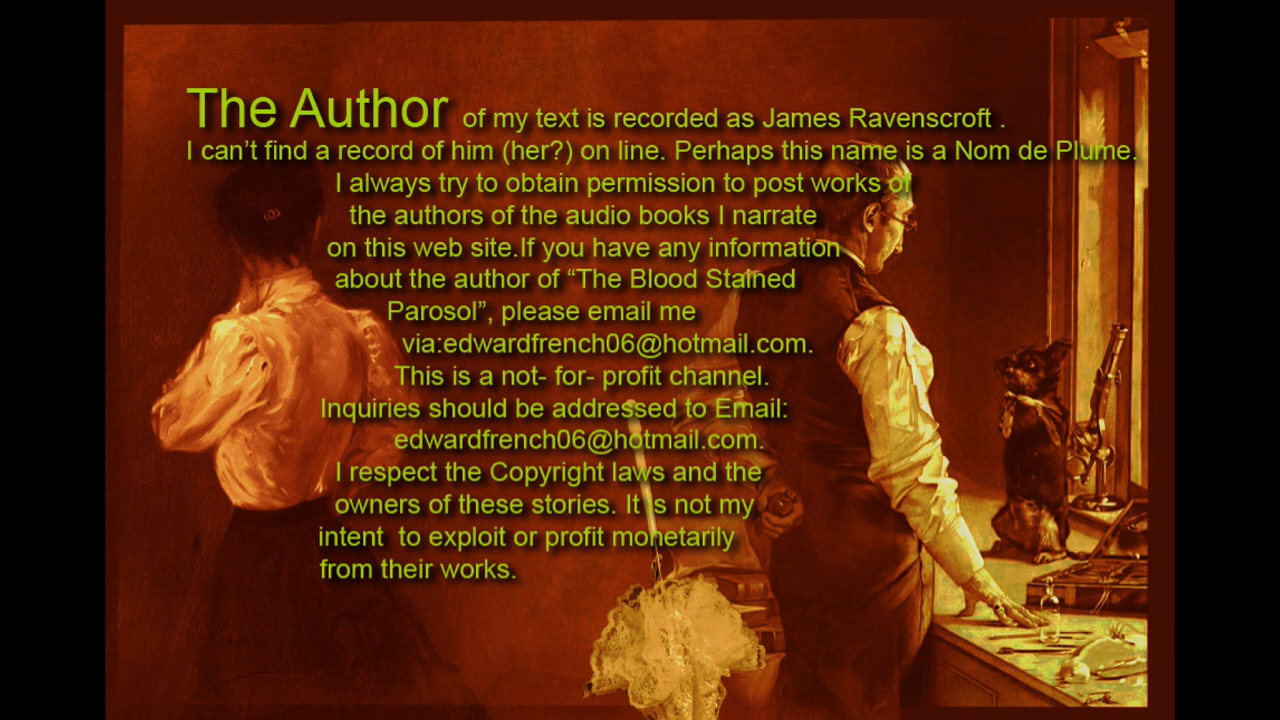 The Author of my text is recorded as James Ravenscroft .
I can't find a record of him (her?) on line. Perhaps this name is a Nom de Plume.
I always try to obtain permission to post works of
the authors of the audio books I narrate
on this web site.If you have any information
about the author of “The Blood Stained
Parosol”, please email me
via:edwardfrench06@hotmail.com.
This is a not- for- profit channel.
Inquiries should be addressed to Email:
edwardfrench06@hotmail.com.
I respect the Copyright laws and the
owners of these stories. It is not my
intent  to exploit or profit monetarily
from their works.